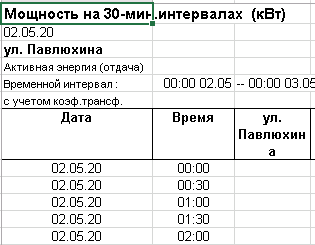 Мощность на 30-мин.интервалах (кВт)
02.05.20
ул. Павлюхина
Активная энергия (отдача)
Временной интервал : 00:00 02.05 -- 00:00 03.05
с учетом коэф.трансф.
Дата Время ул.
Павлюхин
а
02.05.20 00:00
02.05.20 00:30
02.05.20 01:00
02.05.20 01:30
02.05.20 02:00